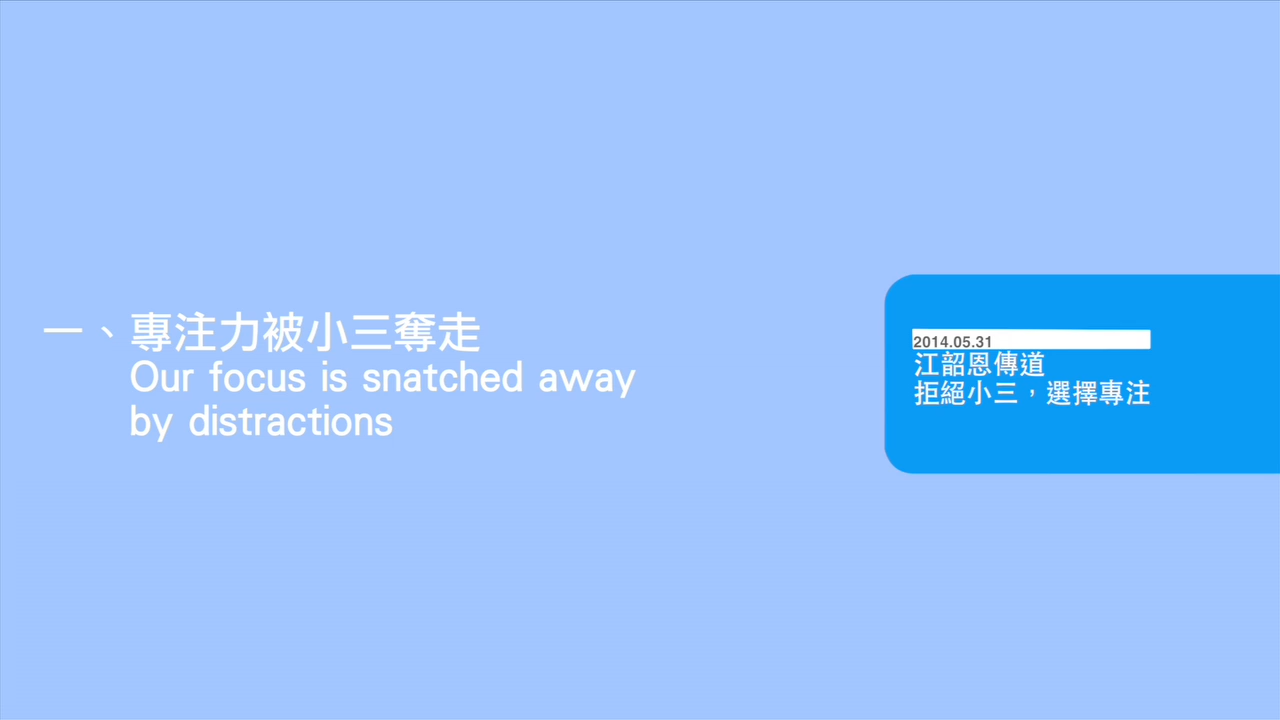 一、專注力被小三奪走
Our focus is snatched away
by distractions
2014.05.31
江韶恩傳道
拒絕小三，選擇專注